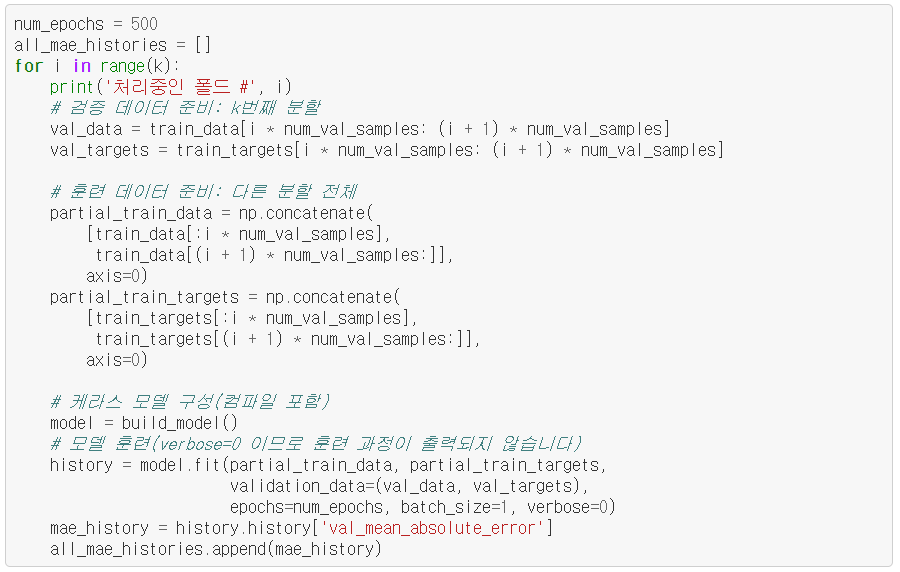 num_epochs = 500
all_mae_histories = []
for i in range(k):
    print('처리중인 폴드 #', i)
    # 검증 데이터 준비: k번째 분할
    val_data = train_data[i * num_val_samples: (i + 1) * num_val_samples]
    val_targets = train_targets[i * num_val_samples: (i + 1) * num_val_samples]

    # 훈련 데이터 준비: 다른 분할 전체
    partial_train_data = np.concatenate(
        [train_data[:i * num_val_samples],
         train_data[(i + 1) * num_val_samples:]],
        axis=0)
    partial_train_targets = np.concatenate(
        [train_targets[:i * num_val_samples],
         train_targets[(i + 1) * num_val_samples:]],
        axis=0)

    # 케라스 모델 구성(컴파일 포함)
    model = build_model()
    # 모델 훈련(verbose=0 이므로 훈련 과정이 출력되지 않습니다)
    history = model.fit(partial_train_data, partial_train_targets,
                        validation_data=(val_data, val_targets),
                        epochs=num_epochs, batch_size=1, verbose=0)
    mae_history = history.history['val_mean_absolute_error']
    all_mae_histories.append(mae_history)